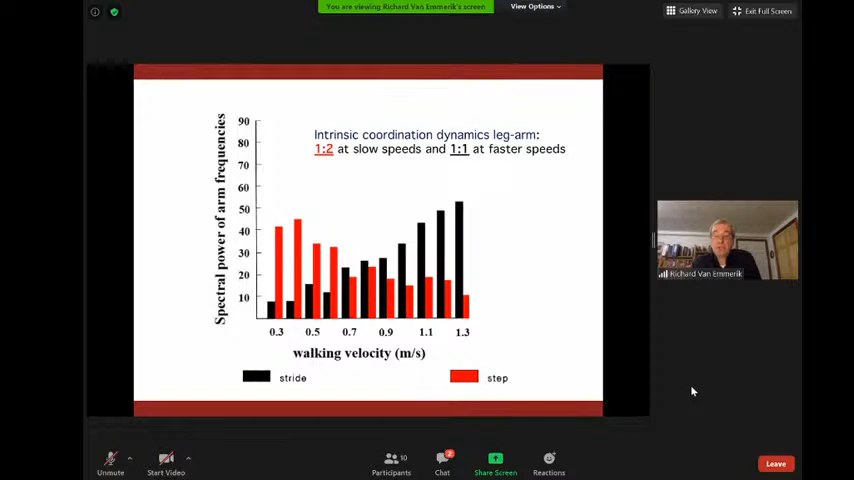 You are viewing Richard Van Emmerik's screen
View Options
Gallery View
Exit Full Screen
Spectral power of arm frequencies
90
80
70
60
50
40
30
20
10
Intrinsic coordination dynamics leg-arm:
1:2 at slow speeds and 1:1 at faster speeds
0.3 0.5 0.7 0.9 1.1 1.3
walking velocity (m/s)
stride
step
Richard Van Emmerik
Unmute
Start Video
10
Participants
2
Chat
Share Screen
Reactions
Leave